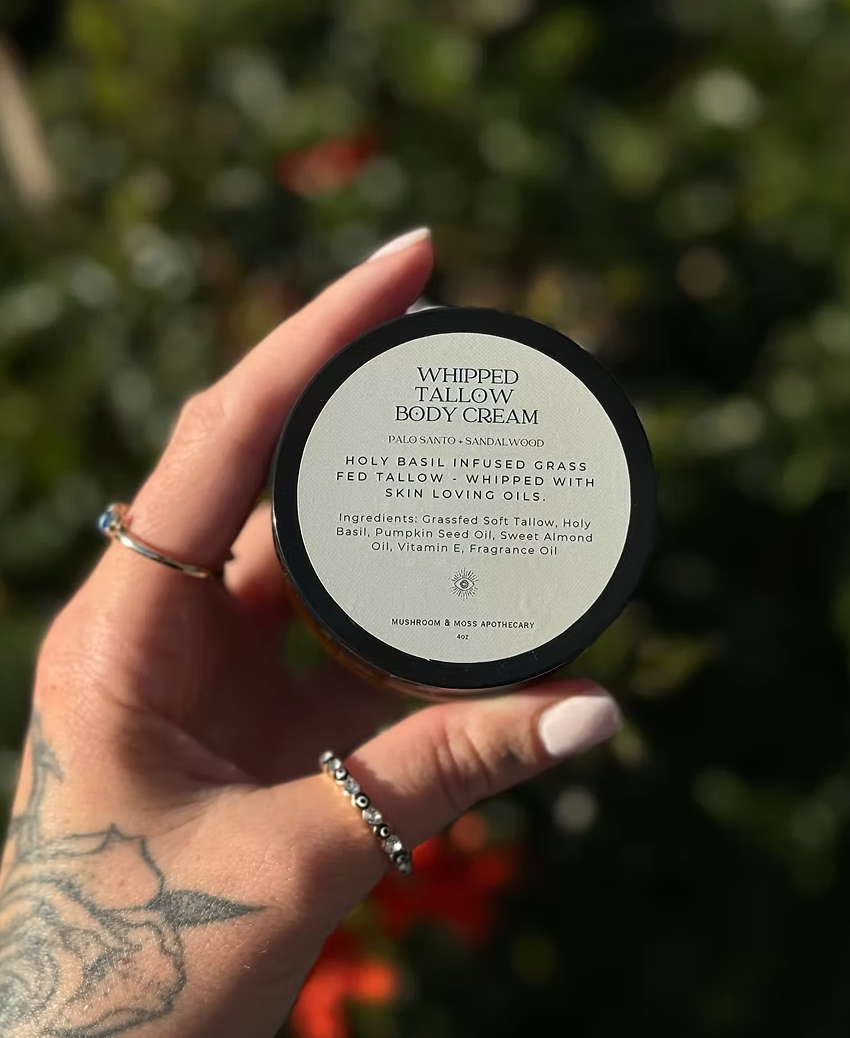 WHIPPED
TALLOW
BODY CREAM
PALO SANTO + SANDALWOOD
HOLY BASIL INFUSED GRASS
FED TALLOW - WHIPPED WITH
SKIN LOVING OILS.
Ingredients: Grassfed Soft Tallow, Holy
Basil, Pumpkin Seed Oil, Sweet Almond
Oil, Vitamin E, Fragrance Oil
MUSHROOM & MOSS APOTHECARY
4oz